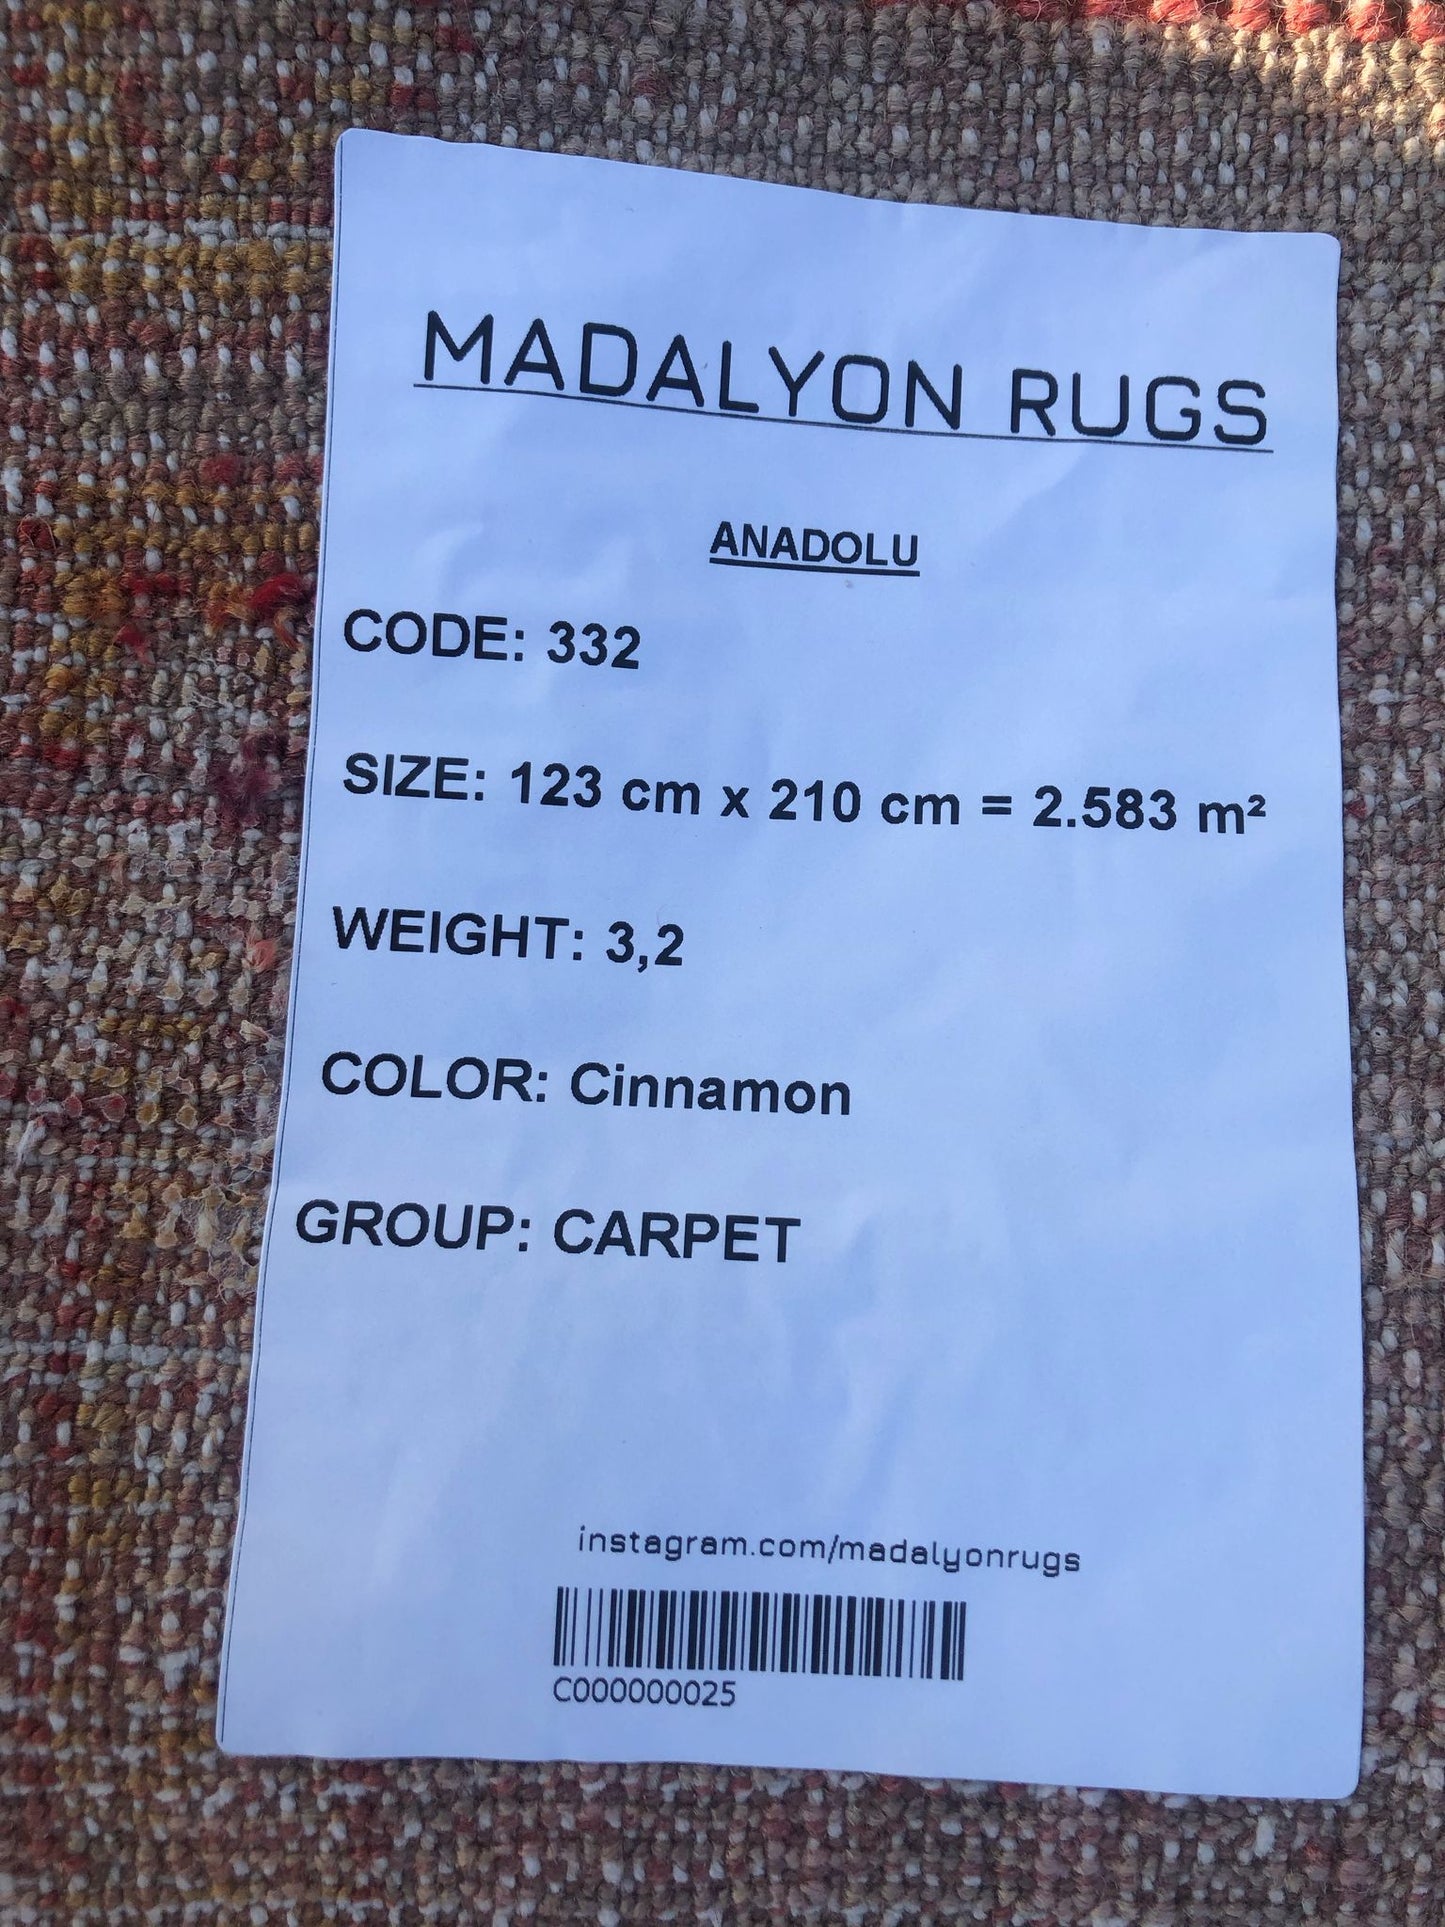 MADALYON RUGS
ANADOLU
CODE: 332
SIZE: 123 cm x 210 cm = 2.583 m²
WEIGHT: 3,2
COLOR: Cinnamon
GROUP: CARPET
instagram.com/madalyonrugs
C000000025